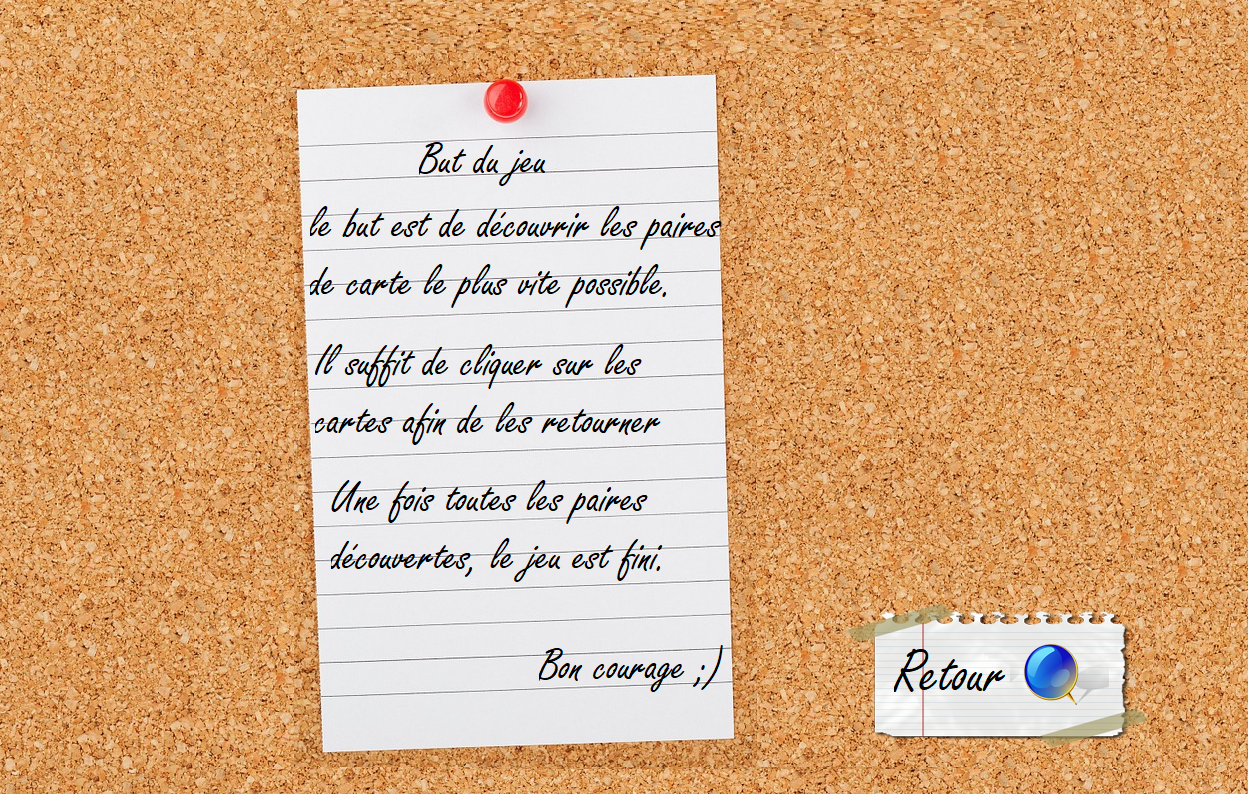 But du jeu
le but est de découvrir les paires
de carte le plus vite possible.
Il suffit de cliquer sur les
cartes afin de les retourner
Une fois toutes les paires
découvertes, le jeu est fini.
Bon courage ;)
Retour